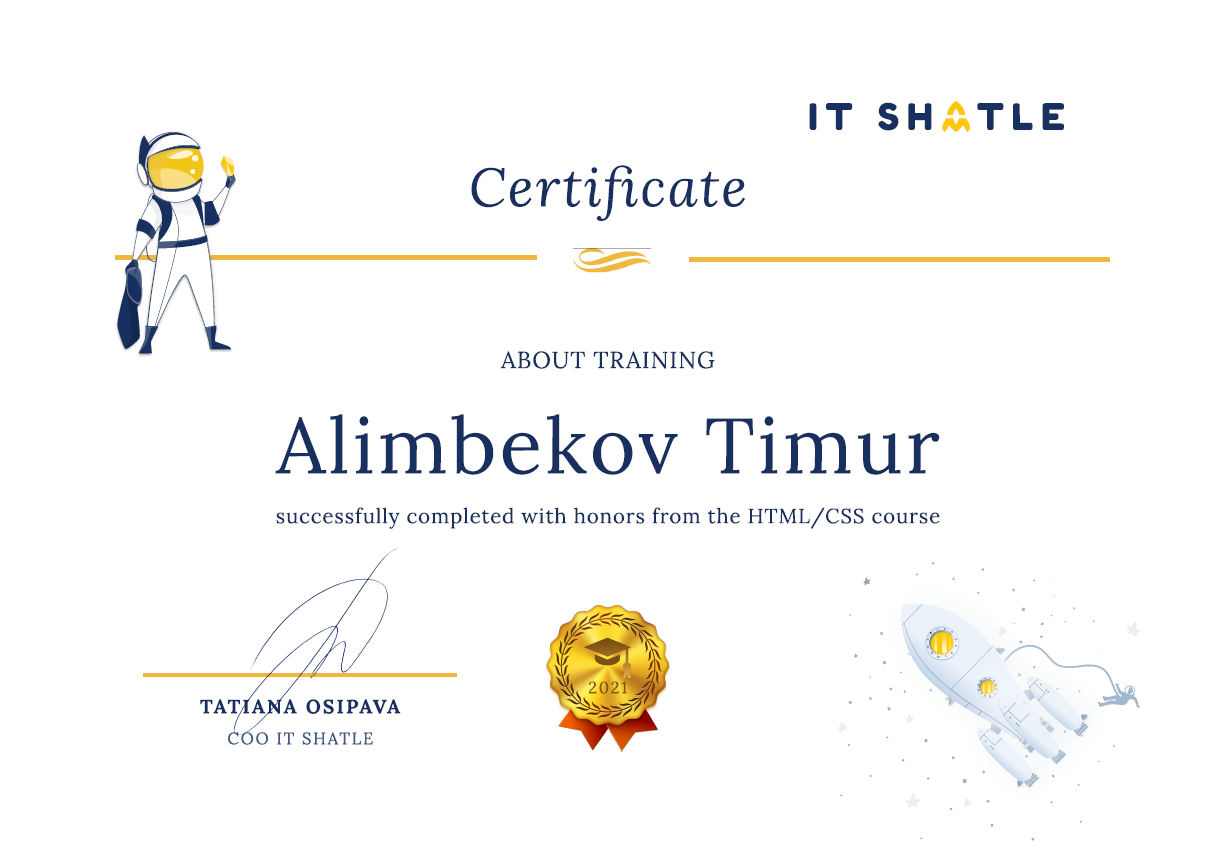 IT SHATLE
Certificate
ABOUT TRAINING
Alimbekov Timur
successfully completed with honors from the HTML/CSS course
2021
TATIANA OSIPAVA
COO IT SHATLE